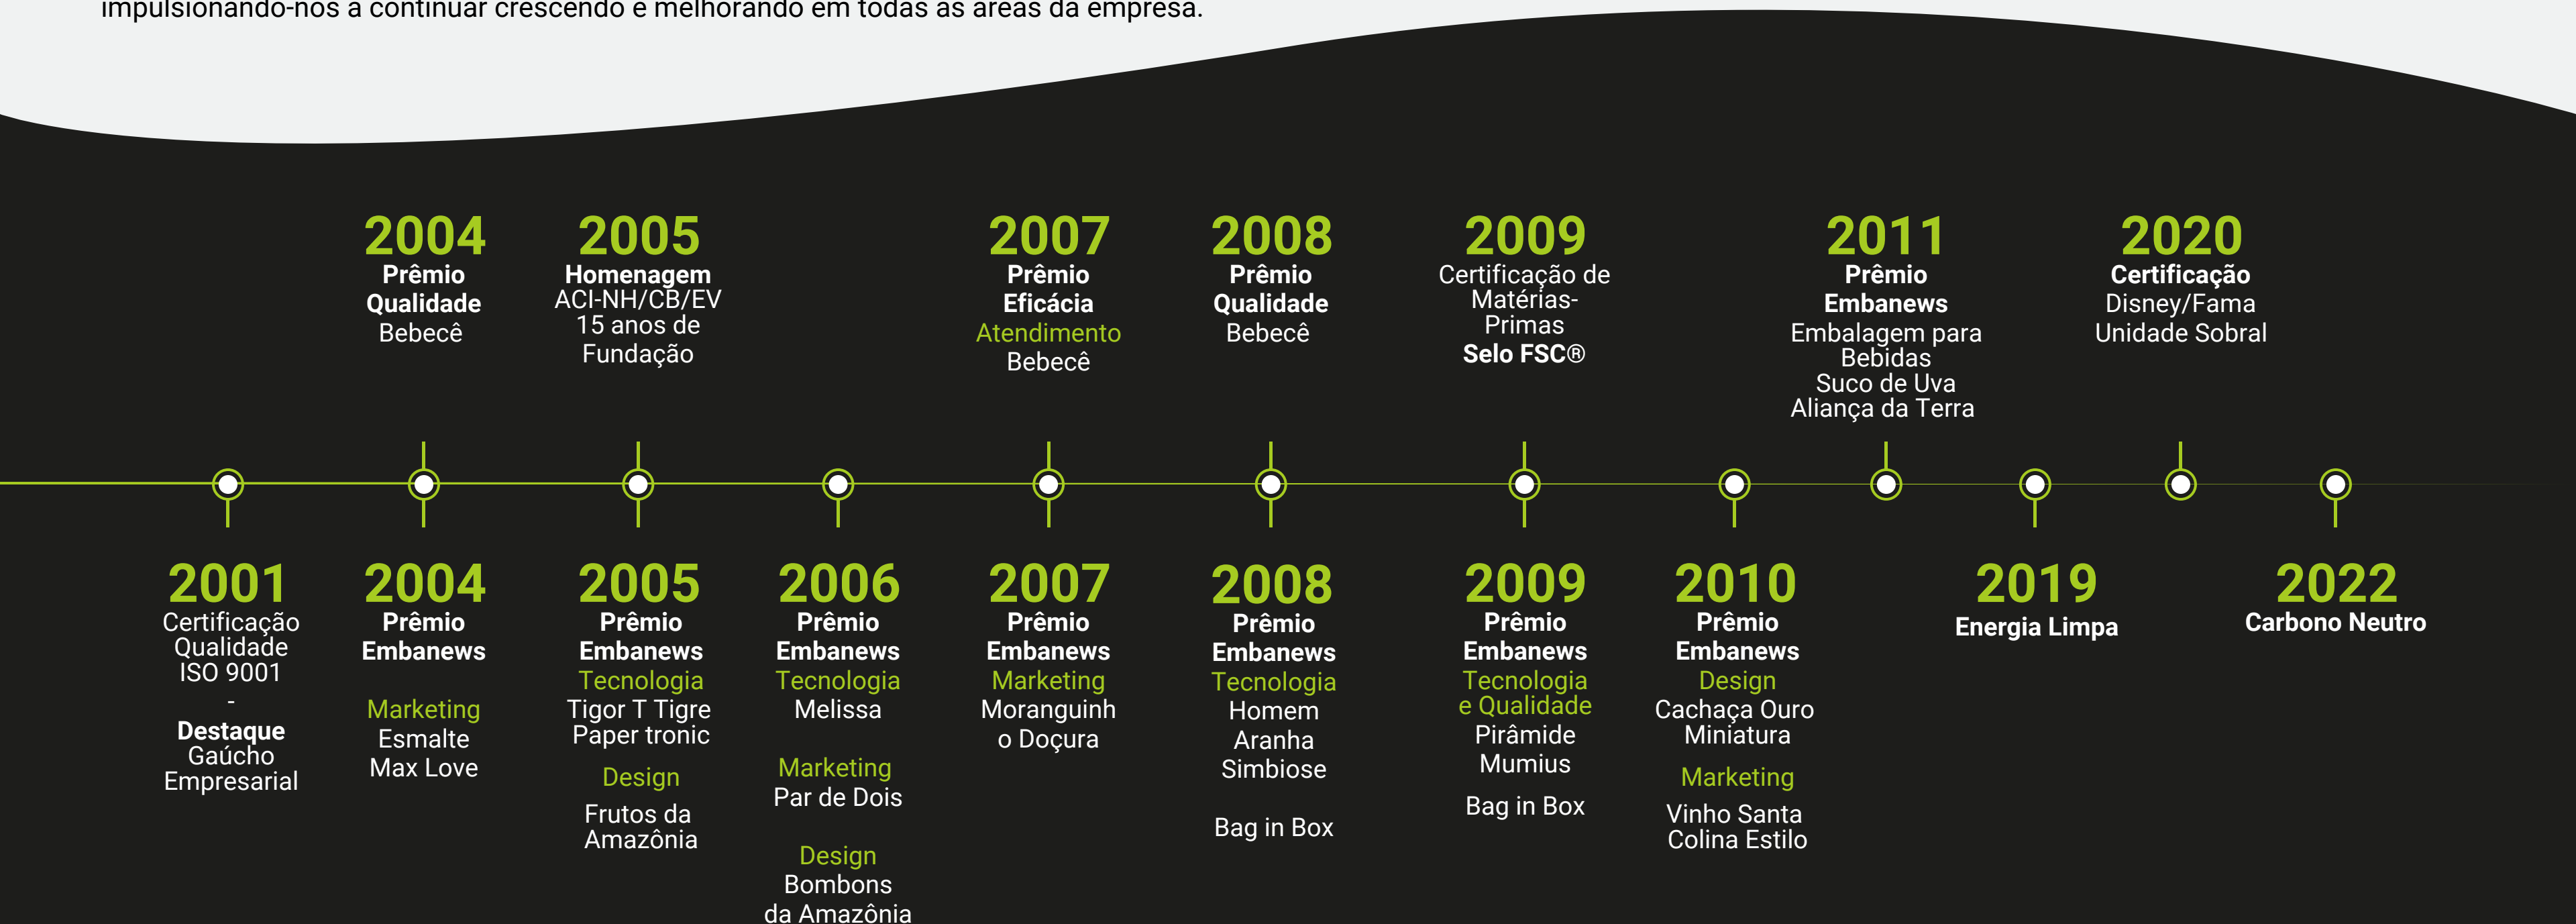 impulsionando-nos a continuar crescendo e melhorando em todas as áreas da empresa.
2004
Prêmio
Qualidade
Bebecê
2005
Homenagem
ACI-NH/CB/EV
15 anos de
Fundação
2007
Prêmio
Eficácia
Atendimento
Bebecê
2008
Prêmio
Qualidade
Bebecê
2009
Certificação de
Matérias-
Primas
Selo FSC®
2011
Prêmio
Embanews
Embalagem para
Bebidas
Suco de Uva
Aliança da Terra
2020
Certificação
Disney/Fama
Unidade Sobral
2001
Certificação
Qualidade
ISO 9001
-
Destaque
Gaúcho
Empresarial
2004
Prêmio
Embanews
Marketing
Esmalte
Max Love
2005
Prêmio
Embanews
Tecnologia
Tigor T Tigre
Paper tronic
Design
Frutos da
Amazônia
2006
Prêmio
Embanews
Tecnologia
Melissa
Marketing
Par de Dois
Design
Bombons
da Amazônia
2007
Prêmio
Embanews
Marketing
Moranguinh
o Doçura
2008
Prêmio
Embanews
Tecnologia
Homem
Aranha
Simbiose
Bag in Box
2009
Prêmio
Embanews
Tecnologia
e Qualidade
Pirâmide
Mumius
Bag in Box
2010
Prêmio
Embanews
Design
Cachaça Ouro
Miniatura
Marketing
Vinho Santa
Colina Estilo
2019
Energia Limpa
2022
Carbono Neutro